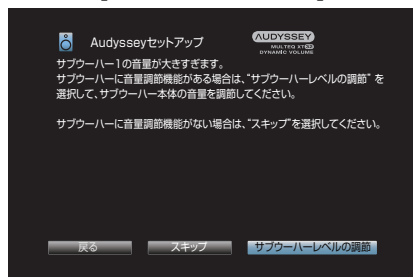 Audysseyセットアップ
AUDYSSEY
MULTEQ XT32
DYNAMIC VOLUME
サブウーハー1の音量が大きすぎます。
サブウーハーに音量調節機能がある場合は、“サブウーハーレベルの調節” を
選択して、サブウーハー本体の音量を調節してください。
サブウーハーに音量調節機能がない場合は、“スキップ”を選択してください。
戻る
スキップ
サブウーハーレベルの調節